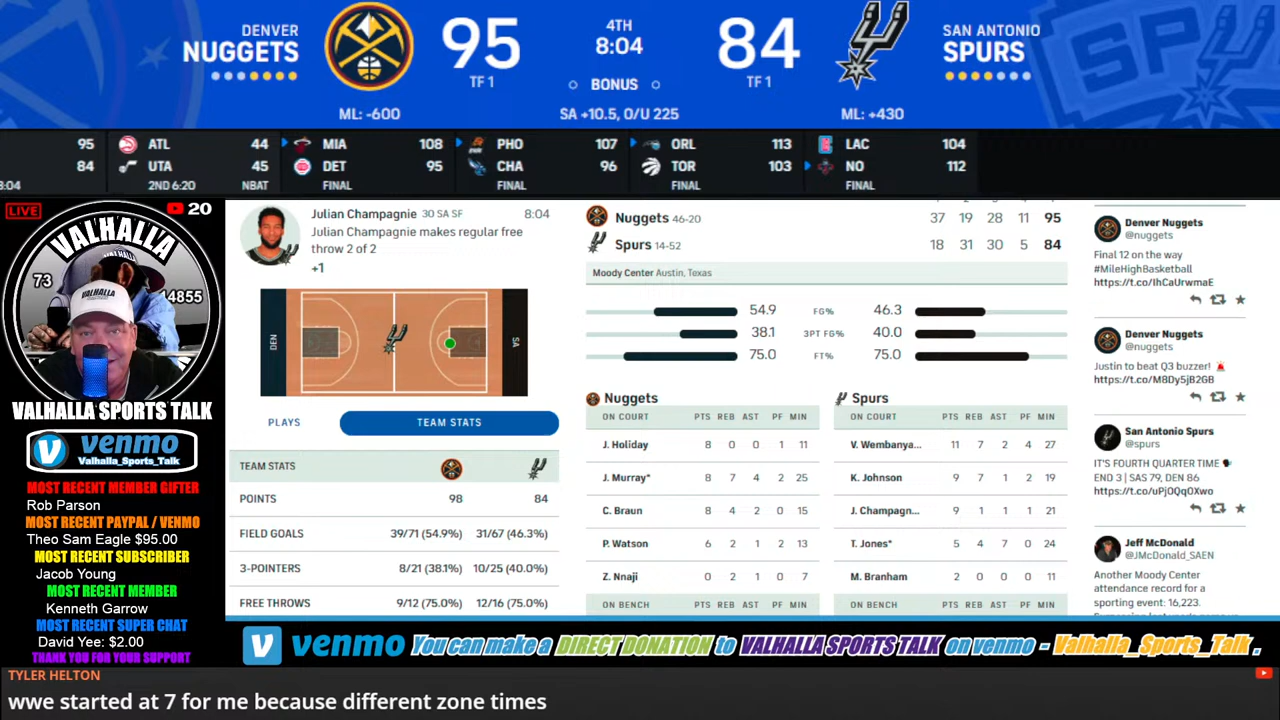 DENVER
NUGGETS
95
TF 1
4TH
8:04
BONUS
84
TF 1
SAN ANTONIO
SPURS
ML: -600
SA +10.5, 0/U 225
ML: +430
95
84
8:04
ATL 44
UTA 45
2ND 6:20 NBAT
MIA 108
DET 95
FINAL
PHO 107
CHA 96
FINAL
ORL 113
TOR 103
FINAL
LAC 104
NO 112
FINAL
LIVE
20
VALHALLA
73
14855
VALHALLA
VALHALLA SPORTS TALK
venmo
Valhalla_Sports_Talk
MOST RECENT MEMBER GIFTER
Rob Parson
MOST RECENT PAYPAL / VENMO
Theo Sam Eagle $95.00
MOST RECENT SUBSCRIBER
Jacob Young
MOST RECENT MEMBER
Kenneth Garrow
MOST RECENT SUPER CHAT
David Yee: $2.00
THANK YOU FOR YOUR SUPPORT
Julian Champagnie 30 SA SF 8:04
Julian Champagnie makes regular free
throw 2 of 2
+1
DEN
SA
PLAYS TEAM STATS
TEAM STATS
POINTS 98 84
FIELD GOALS 39/71 (54.9%) 31/67 (46.3%)
3-POINTERS 8/21 (38.1%) 10/25 (40.0%)
FREE THROWS 9/12 (75.0%) 12/16 (75.0%)
Nuggets 46-20 37 19 28 11 95
Spurs 14-52 18 31 30 5 84
Moody Center Austin, Texas
54.9 FG% 46.3
38.1 3PT FG% 40.0
75.0 FT% 75.0
Nuggets
ON COURT PTS REB AST PF MIN
J. Holiday 8 0 0 1 11
J. Murray* 8 7 4 2 25
C. Braun 8 4 2 0 15
P. Watson 6 2 1 2 13
Z. Nnaji 0 2 1 0 7
ON BENCH PTS REB AST PF MIN
Spurs
ON COURT PTS REB AST PF MIN
V. Wembanya... 11 7 2 4 27
K. Johnson 9 7 1 2 19
J. Champagn... 9 1 1 1 21
T. Jones* 5 4 7 0 24
M. Branham 2 0 0 0 11
ON BENCH PTS REB AST PF MIN
Denver Nuggets
@nuggets
Final 12 on the way
#MileHighBasketball
https://t.co/IhCaUrwmaE
Denver Nuggets
@nuggets
Justin to beat Q3 buzzer! 🚨
https://t.co/M8Dy5jB2GB
San Antonio Spurs
@spurs
IT'S FOURTH QUARTER TIME 🗣
END 3 | SAS 79, DEN 86
https://t.co/uPj0Qq0Xwo
Jeff McDonald
@JMcDonald_SAEN
Another Moody Center
attendance record for a
sporting event: 16,223.
venmo You can make a DIRECT DONATION to VALHALLA SPORTS TALK on venmo - Valhalla_Sports_Talk .
TYLER HELTON
wwe started at 7 for me because different zone times